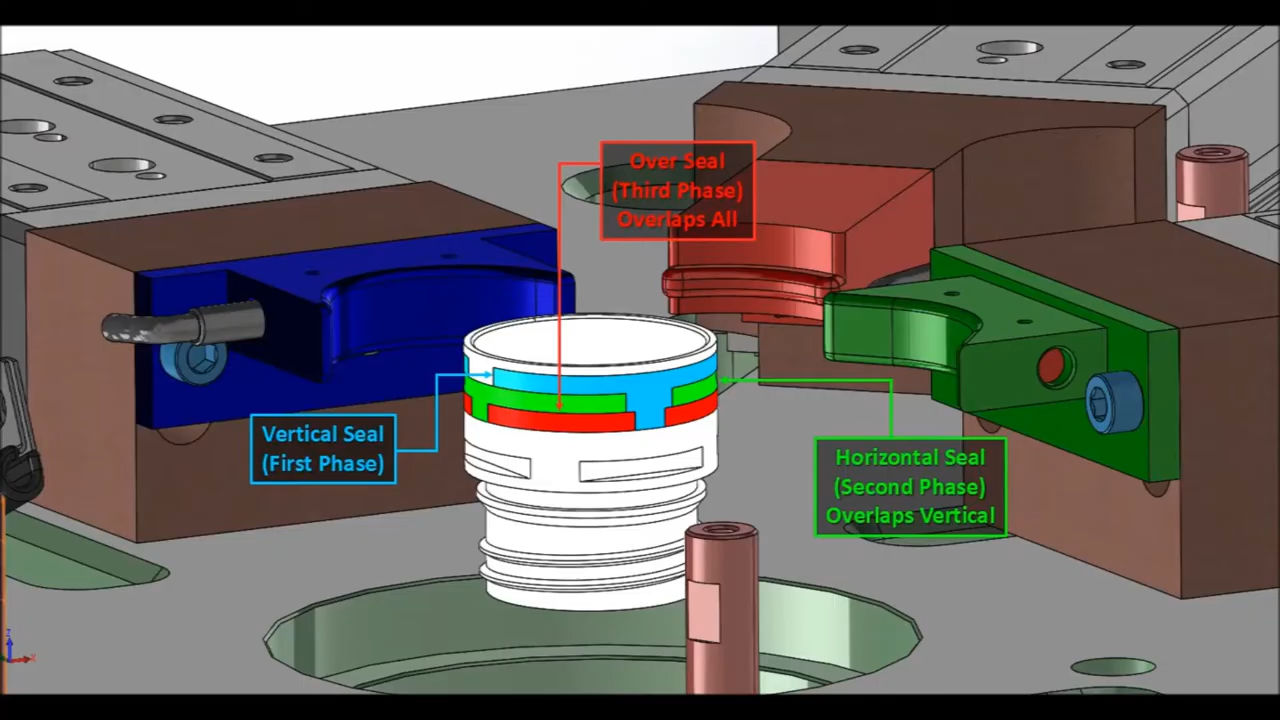 Over Seal
(Third Phase)
Overlaps All
Vertical Seal
(First Phase)
Horizontal Seal
(Second Phase)
Overlaps Vertical
Z
X